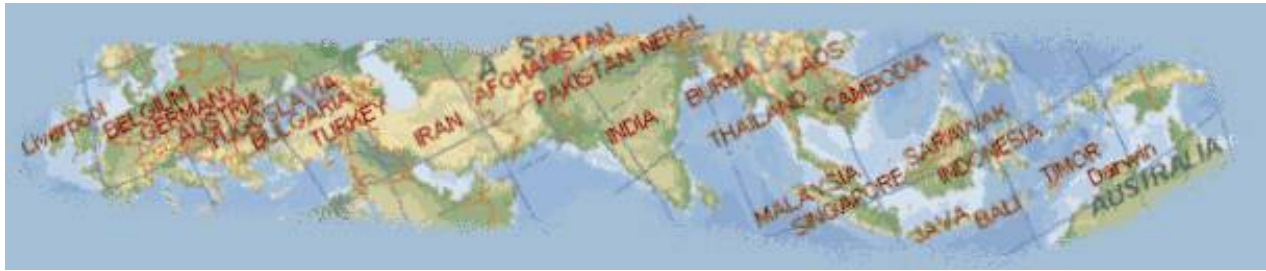 Liverpool
BELGIUM
GERMANY
AUSTRIA
YUGOSLAVIA
BULGARIA
TURKEY
IRAN
A S
AFGHANISTAN
PAKISTAN
NEPAL
INDIA
BURMA
LAOS
THAILAND
CAMBODIA
MALAYSIA
SINGAPORE
SARAWAK
INDONESIA
JAVA
BALI
TIMOR
Darwin
AUSTRALIA